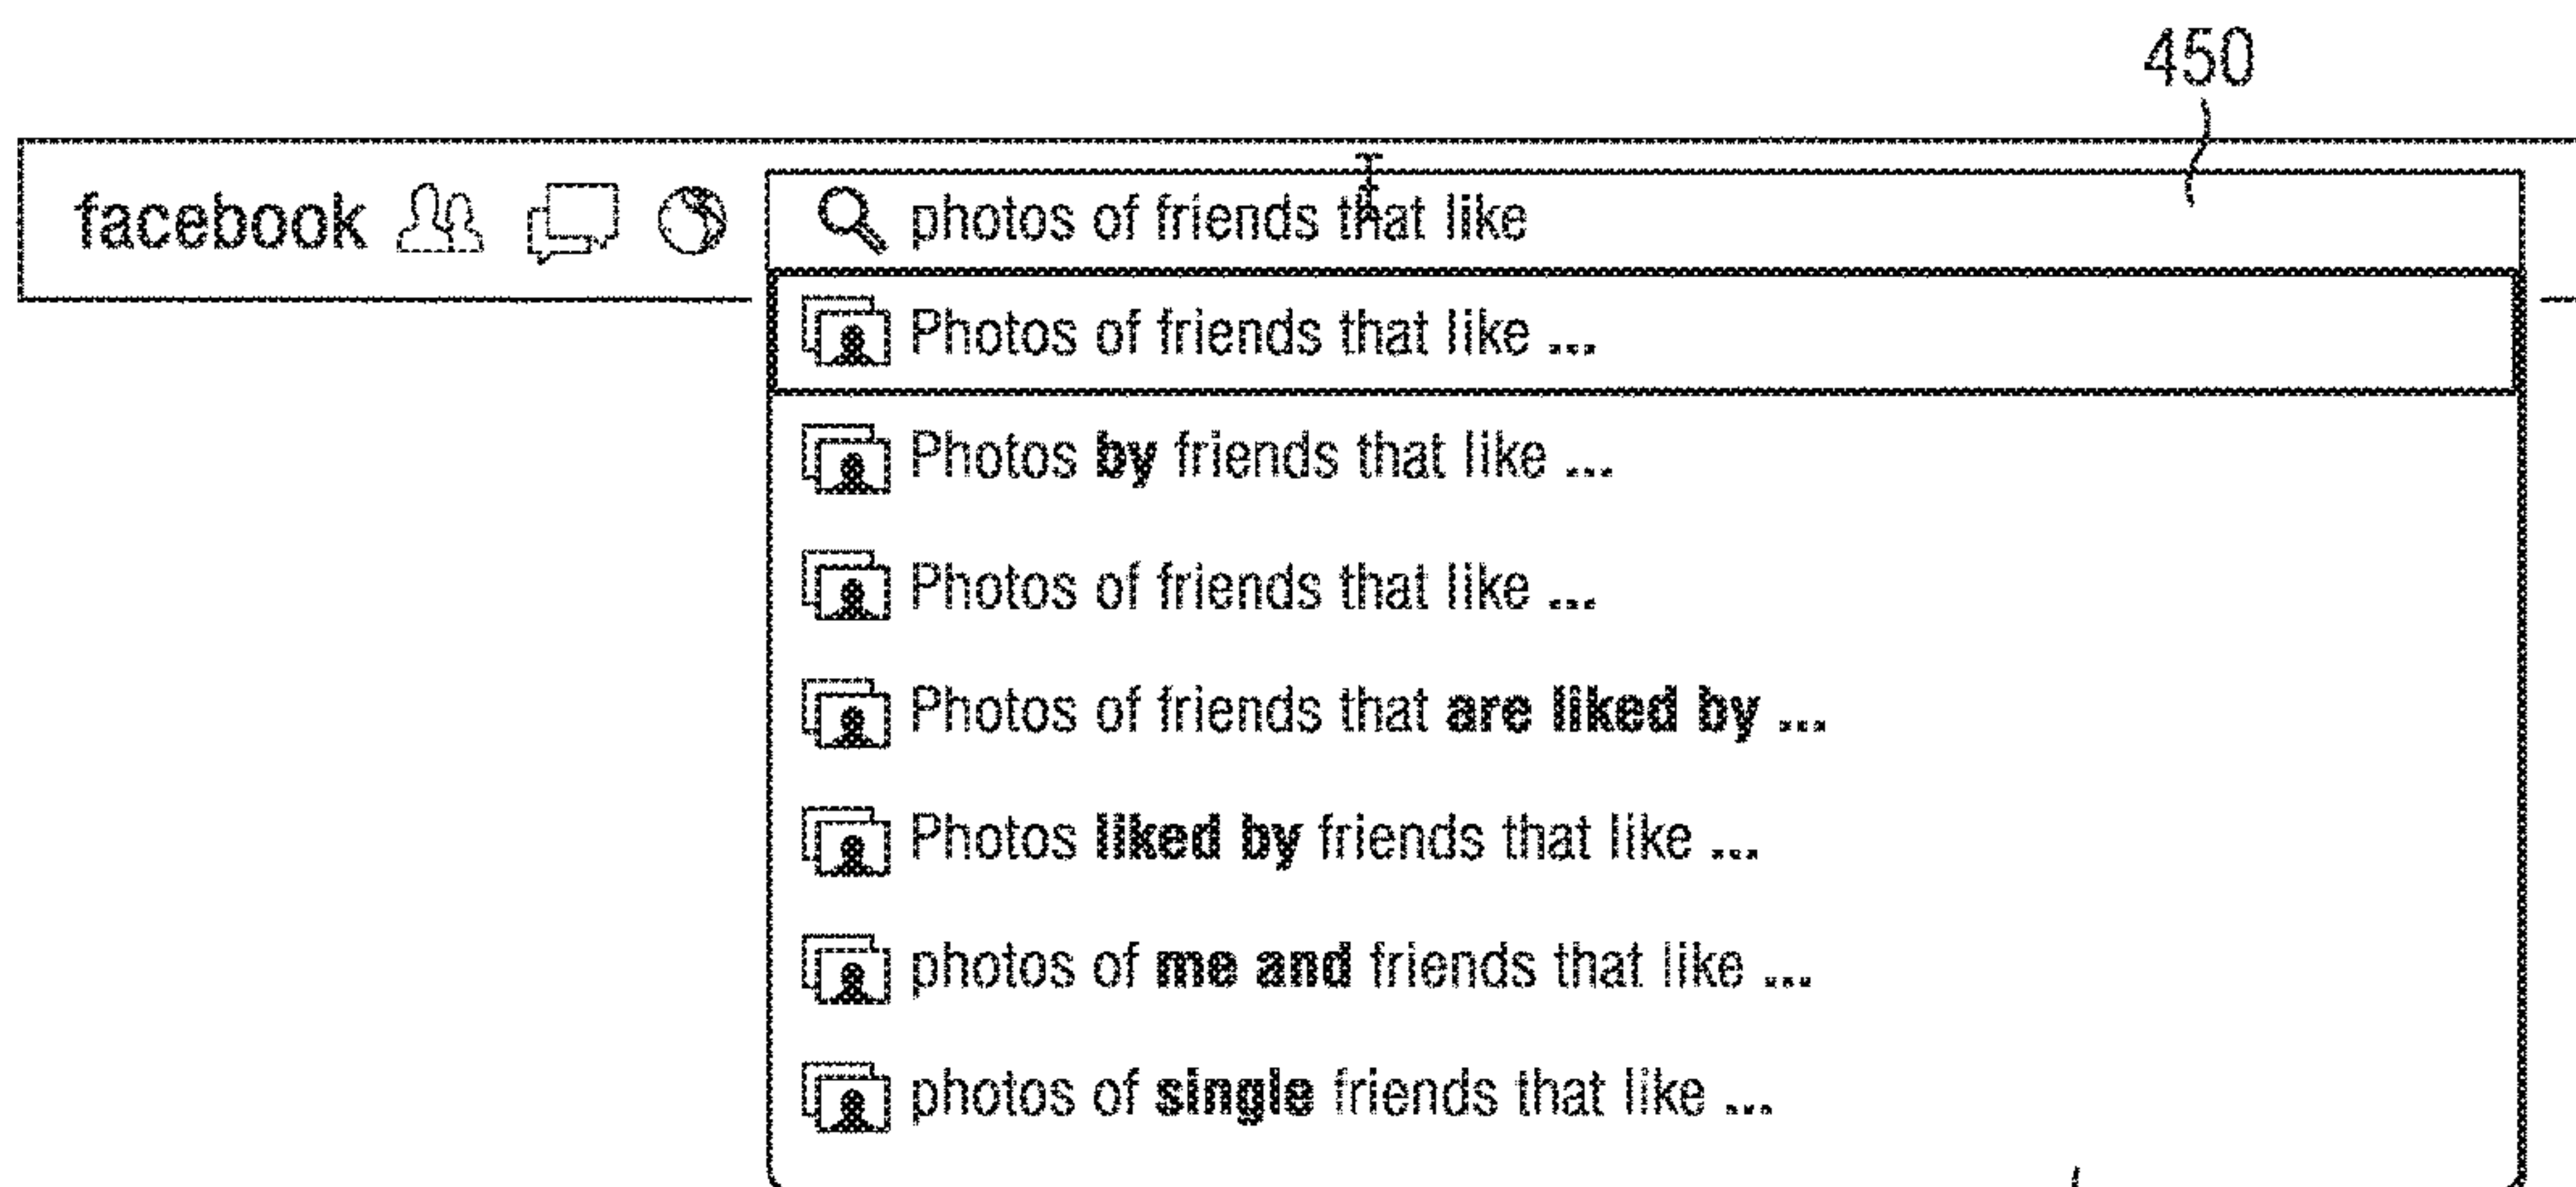 450
facebook photos of friends that like
Photos of friends that like ...
Photos by friends that like ...
Photos of friends that like ...
Photos of friends that are liked by ...
Photos liked by friends that like ...
photos of me and friends that like ...
photos of single friends that like ...